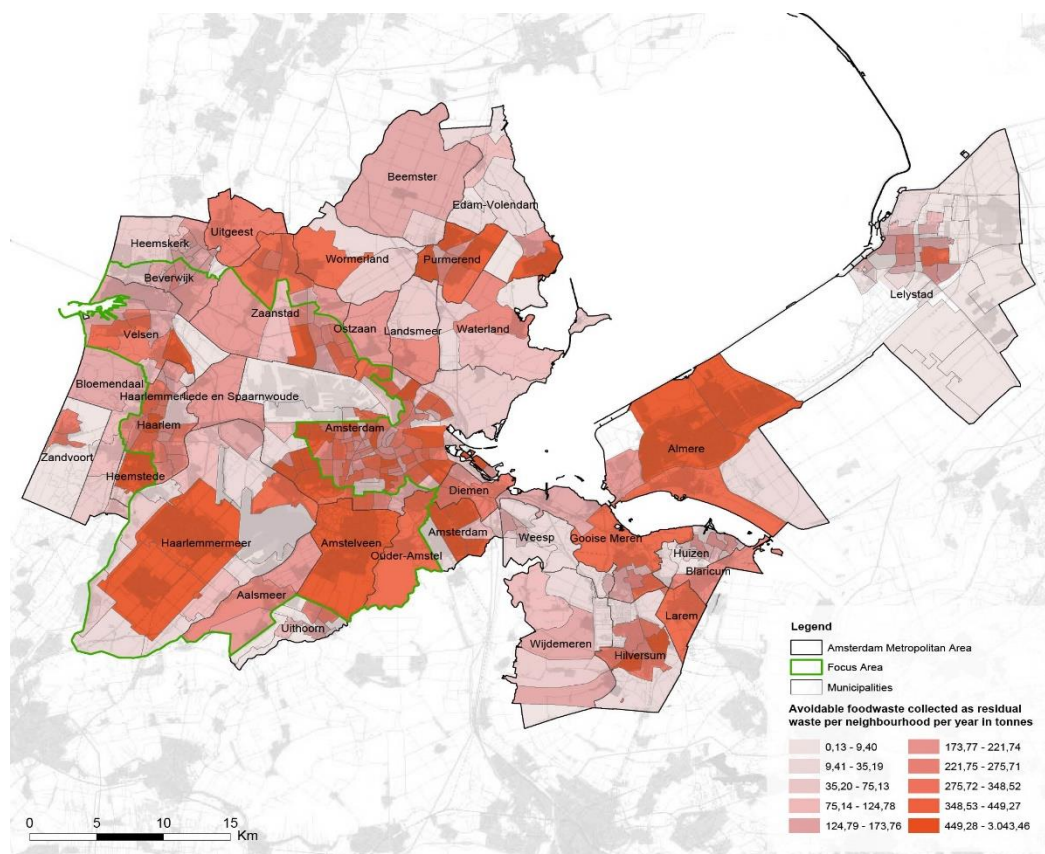 Beemster
Edam-Volendam
Heemskerk
Uitgeest
Wormerland
Purmerend
Beverwijk
Zaanstad
Lelystad
Velsen
Ostzaan
Landsmeer
Waterland
Bloemendaal
Haarlemmerliede en Spaarnwoude
Haarlem
Amsterdam
Almere
Zandvoort
Heemstede
Diemen
Haarlemmermeer
Amstelveen
Amsterdam
Weesp
Gooise Meren
Ouder-Amstel
Huizen
Blaricum
Aalsmeer
Uithoorn
Larem
Wijdemeren
Hilversum
Legend
Amsterdam Metropolitan Area
Focus Area
Municipalities
Avoidable foodwaste collected as residual
waste per neighbourhood per year in tonnes
0,13 - 9,40
9,41 - 35,19
35,20 - 75,13
75,14 - 124,78
124,79 - 173,76
173,77 - 221,74
221,75 - 275,71
275,72 - 348,52
348,53 - 449,27
449,28 - 3.043,46
0 5 10 15
Km